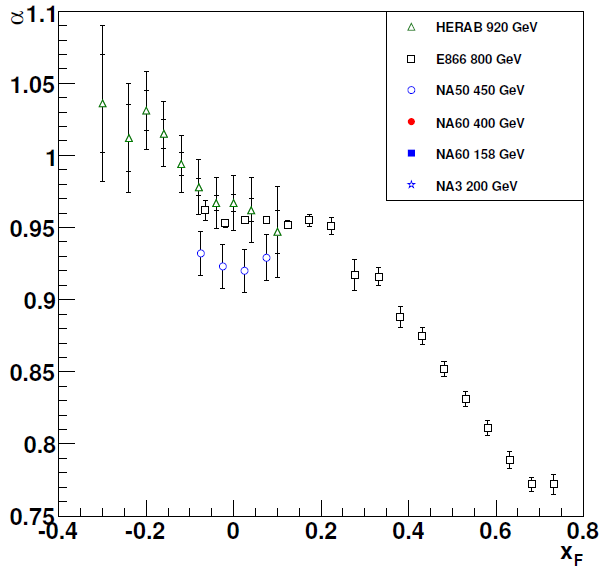 α
1.1
1.05
1
0.95
0.9
0.85
0.8
0.75
HERAB 920 GeV
E866 800 GeV
NA50 450 GeV
NA60 400 GeV
NA60 158 GeV
NA3 200 GeV
-0.4 -0.2 0 0.2 0.4 0.6 0.8
xF